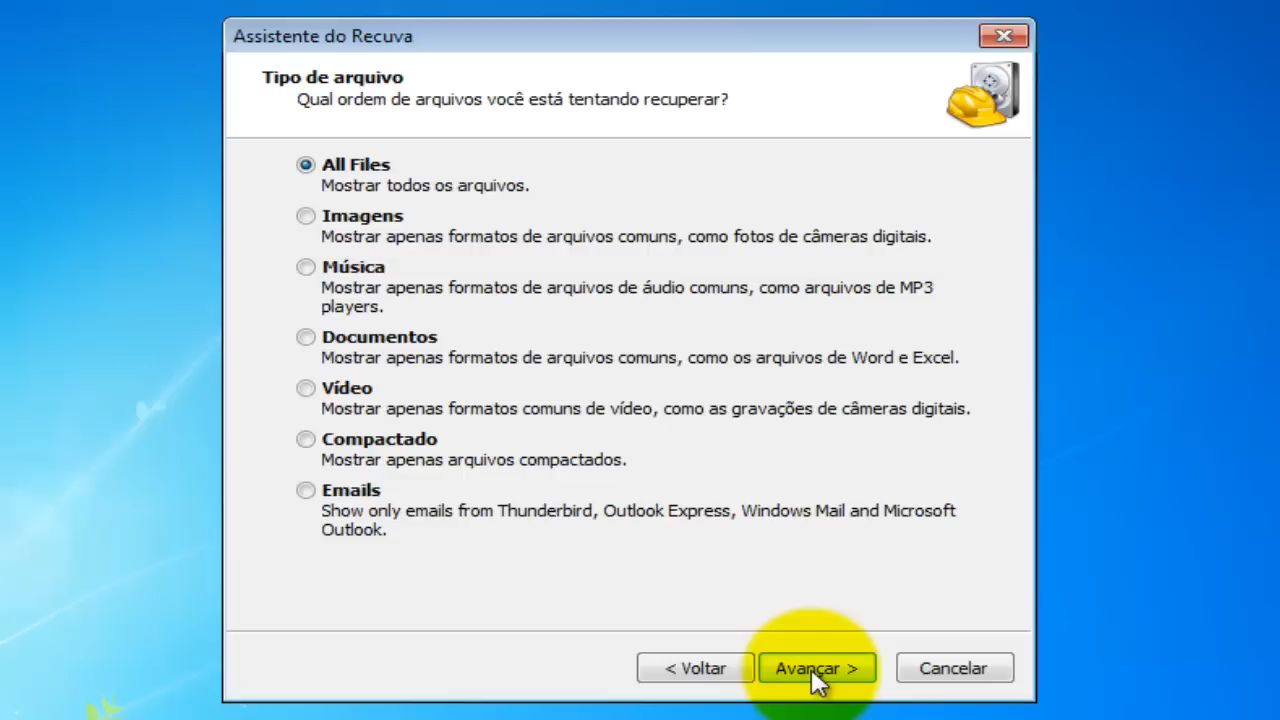 Assistente do Recuva
Tipo de arquivo
Qual ordem de arquivos você está tentando recuperar?
All Files
Mostrar todos os arquivos.
Imagens
Mostrar apenas formatos de arquivos comuns, como fotos de câmeras digitais.
Música
Mostrar apenas formatos de arquivos de áudio comuns, como arquivos de MP3
players.
Documentos
Mostrar apenas formatos de arquivos comuns, como os arquivos de Word e Excel.
Vídeo
Mostrar apenas formatos comuns de vídeo, como as gravações de câmeras digitais.
Compactado
Mostrar apenas arquivos compactados.
Emails
Show only emails from Thunderbird, Outlook Express, Windows Mail and Microsoft
Outlook.
< Voltar Avançar > Cancelar